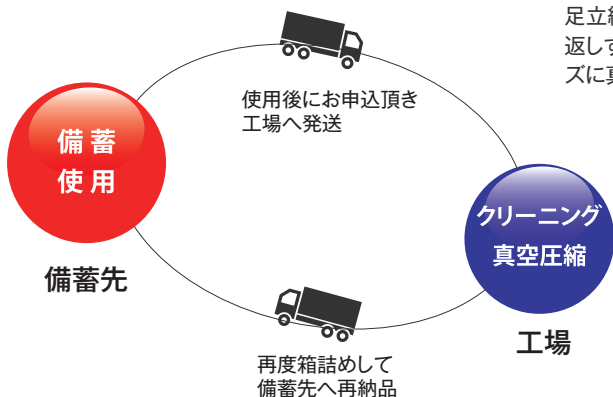 足立
返しす
ズに真
使用後にお申込頂き
工場へ発送
備蓄
使用
備蓄先
クリーニング
真空圧縮
工場
再度箱詰めして
備蓄先へ再納品